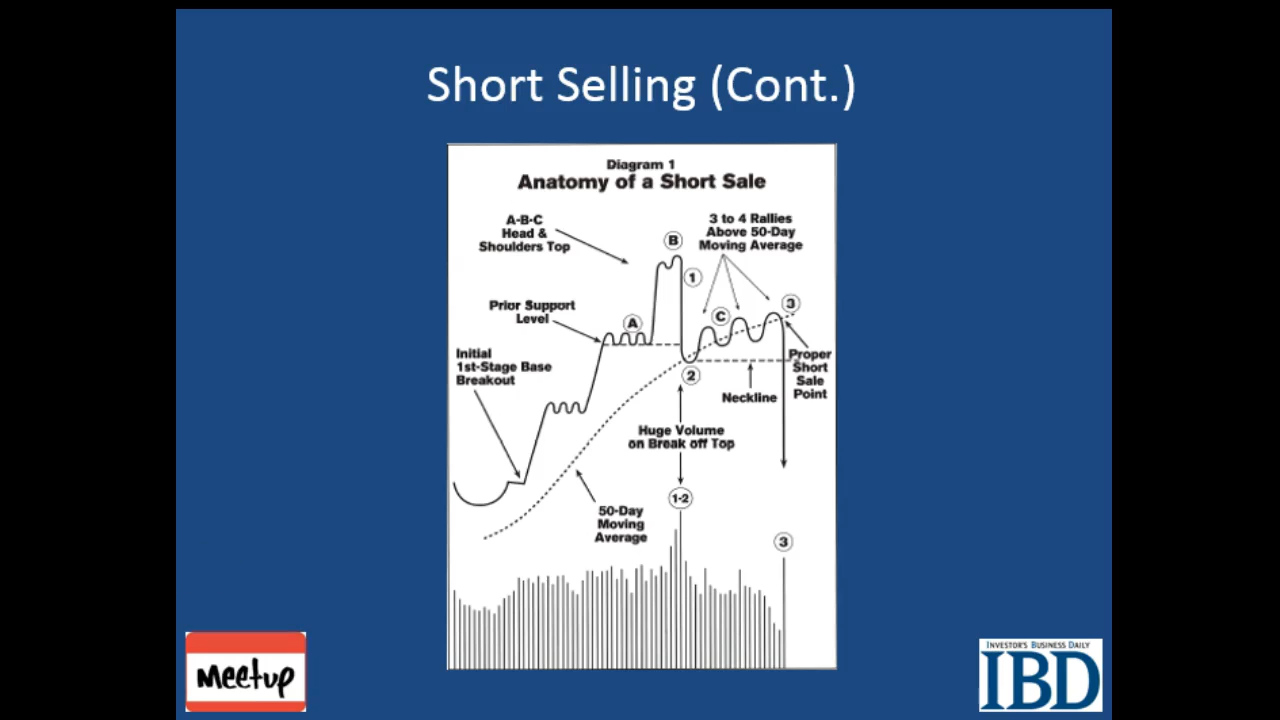 Short Selling (Cont.)
Diagram 1
Anatomy of a Short Sale
A-B-C
Head &
Shoulders Top
B
3 to 4 Rallies
Above 50-Day
Moving Average
1
Prior Support
Level
A
C
3
Initial
1st-Stage Base
Breakout
2
Proper
Short
Sale
Point
Neckline
Huge Volume
on Break off Top
1-2
50-Day
Moving
Average
3
meetup
INVESTOR'S BUSINESS DAILY
IBD